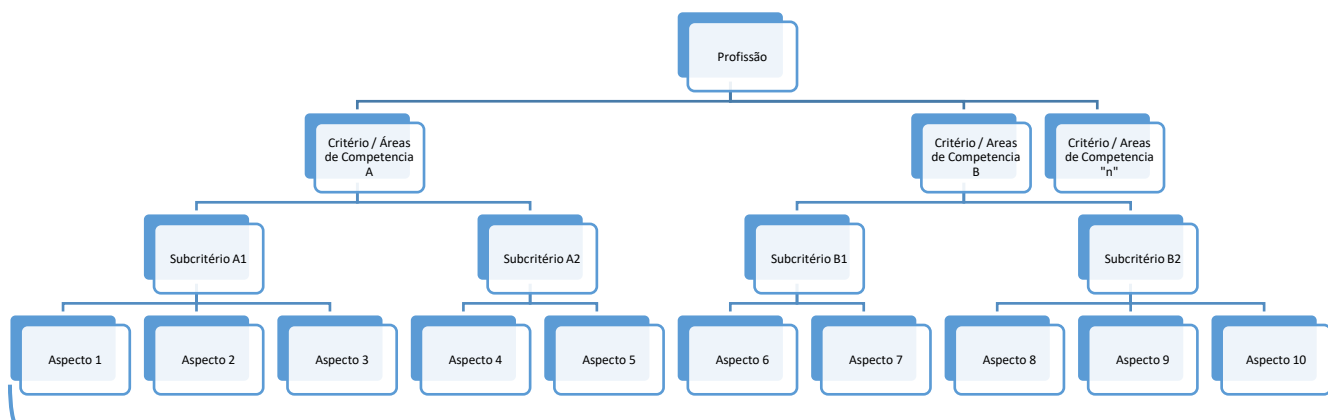 Profissão
Critério / Áreas
de Competencia
A
Critério / Areas
de Competencia
B
Critério / Areas
de Competencia
"n"
Subcritério A1
Subcritério A2
Subcritério B1
Subcritério B2
Aspecto 1
Aspecto 2
Aspecto 3
Aspecto 4
Aspecto 5
Aspecto 6
Aspecto 7
Aspecto 8
Aspecto 9
Aspecto 10